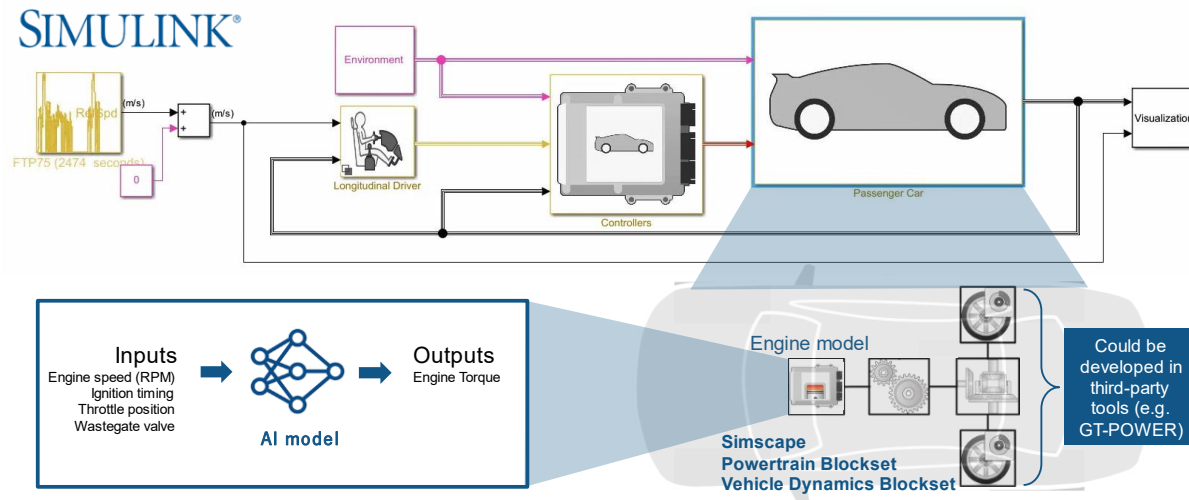 SIMULINK®
Environment
RefSpd
(m/s)
+
+
(m/s)
FTP75 (2474 seconds)
0
Longitudinal Driver
Controllers
Passenger Car
Visualization
Inputs
Engine speed (RPM)
Ignition timing
Throttle position
Wastegate valve
AI model
Outputs
Engine Torque
Engine model
Simscape
Powertrain Blockset
Vehicle Dynamics Blockset
Could be
developed in
third-party
tools (e.g.
GT-POWER)